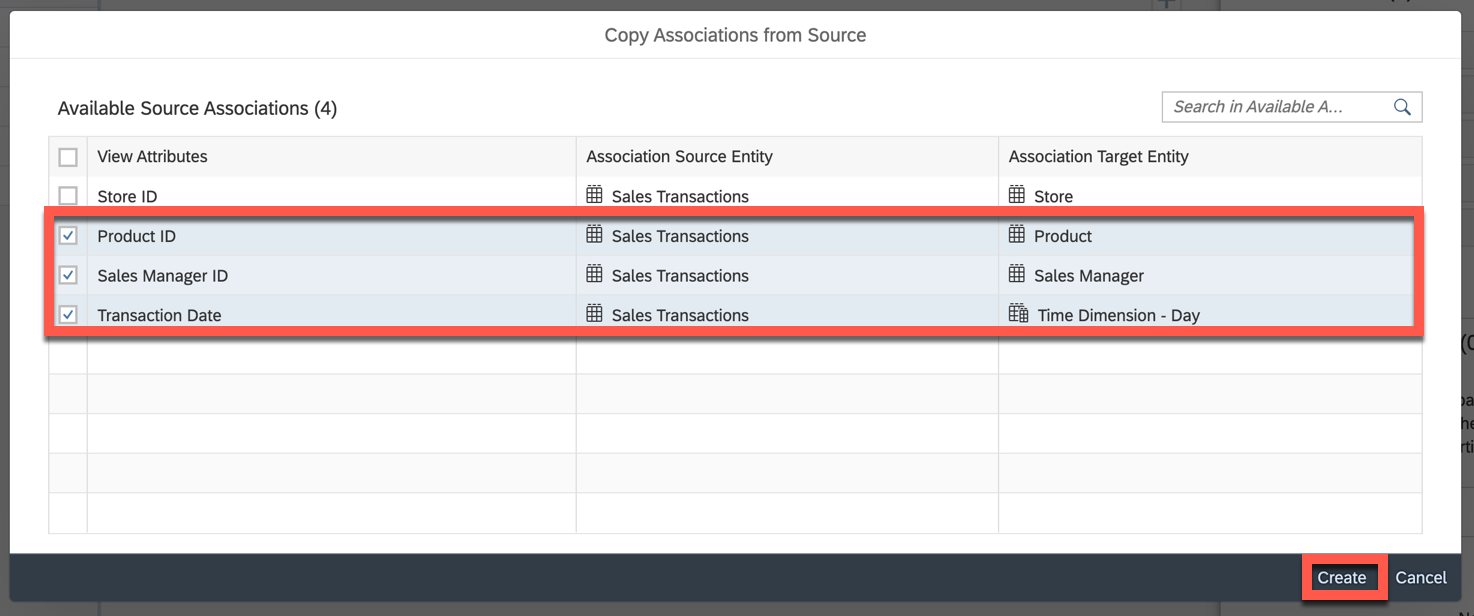 Copy Associations from Source
Available Source Associations (4)
Search in Available A...
View Attributes Association Source Entity Association Target Entity
Store ID Sales Transactions Store
Product ID Sales Transactions Product
Sales Manager ID Sales Transactions Sales Manager
Transaction Date Sales Transactions Time Dimension - Day
Create Cancel